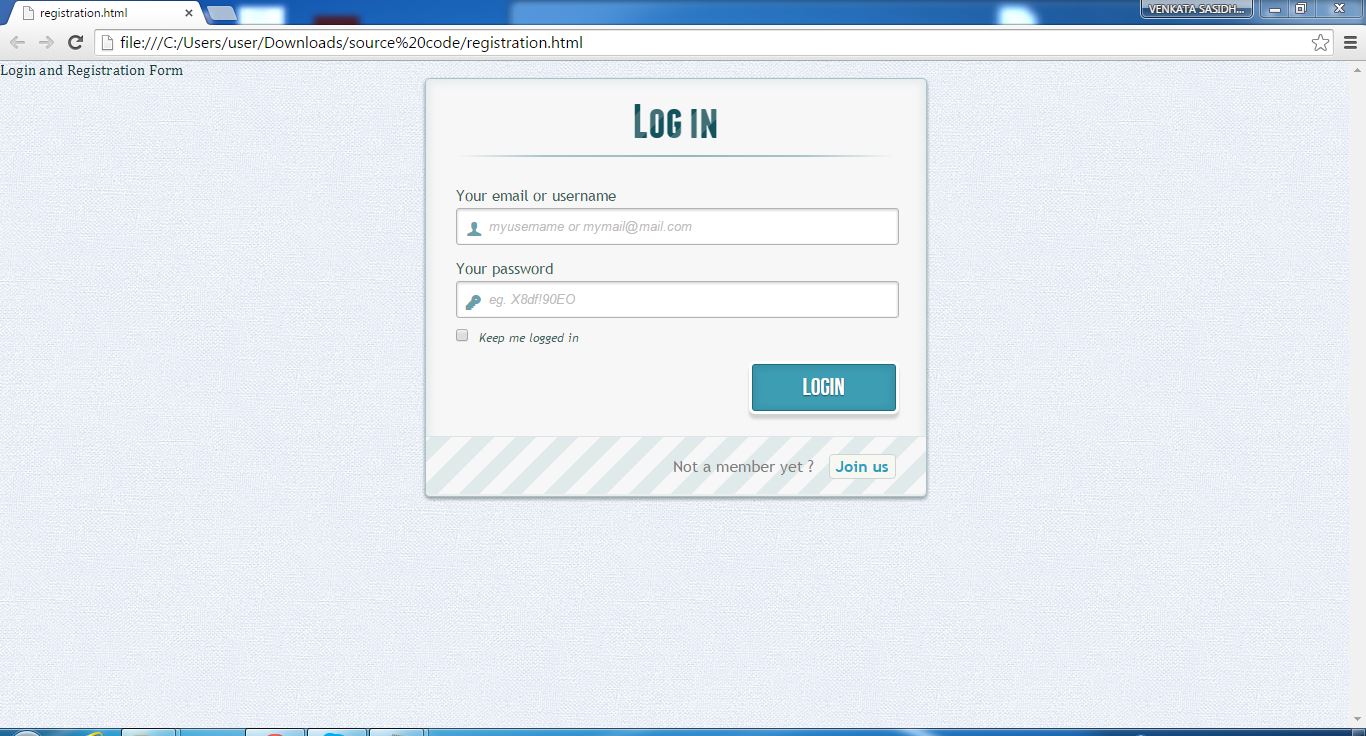 registration.html
VENKATA SASIDH...
file:///C:/Users/user/Downloads/source%20code/registration.html
Login and Registration Form
LOG IN
Your email or username
myusername or mymail@mail.com
Your password
eg. X8df!90EO
Keep me logged in
LOGIN
Not a member yet ? Join us